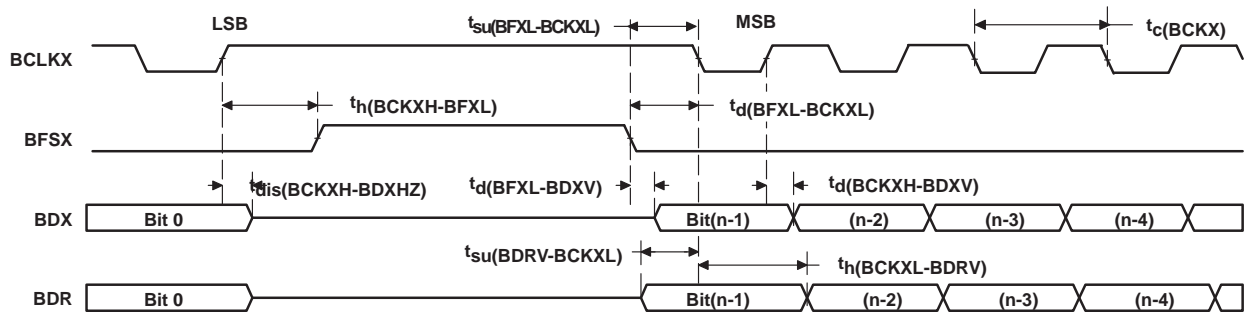 LSB tsu(BFXL-BCKXL) MSB tc(BCKX)
BCLKX
th(BCKXH-BFXL) td(BFXL-BCKXL)
BFSX
tdis(BCKXH-BDXHZ) td(BFXL-BDXV) td(BCKXH-BDXV)
BDX Bit 0 Bit(n-1) (n-2) (n-3) (n-4)
tsu(BDRV-BCKXL) th(BCKXL-BDRV)
BDR Bit 0 Bit(n-1) (n-2) (n-3) (n-4)